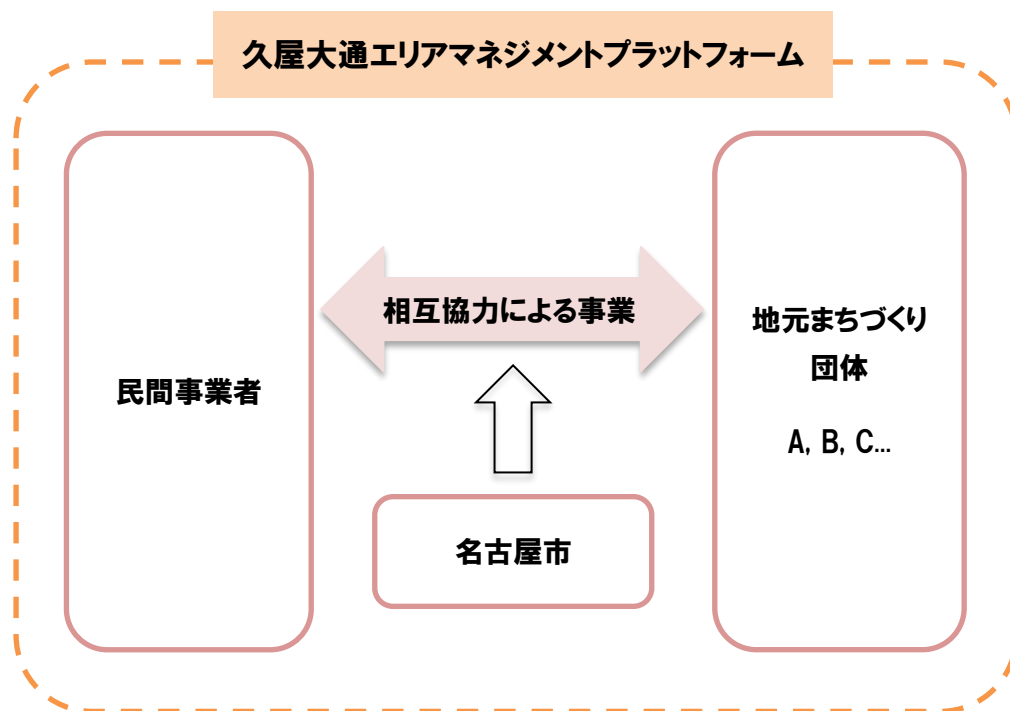 久屋大通エリアマネジメントプラットフォーム
民間事業者
相互協力による事業
名古屋市
地元まちづくり
団体
A, B, C…